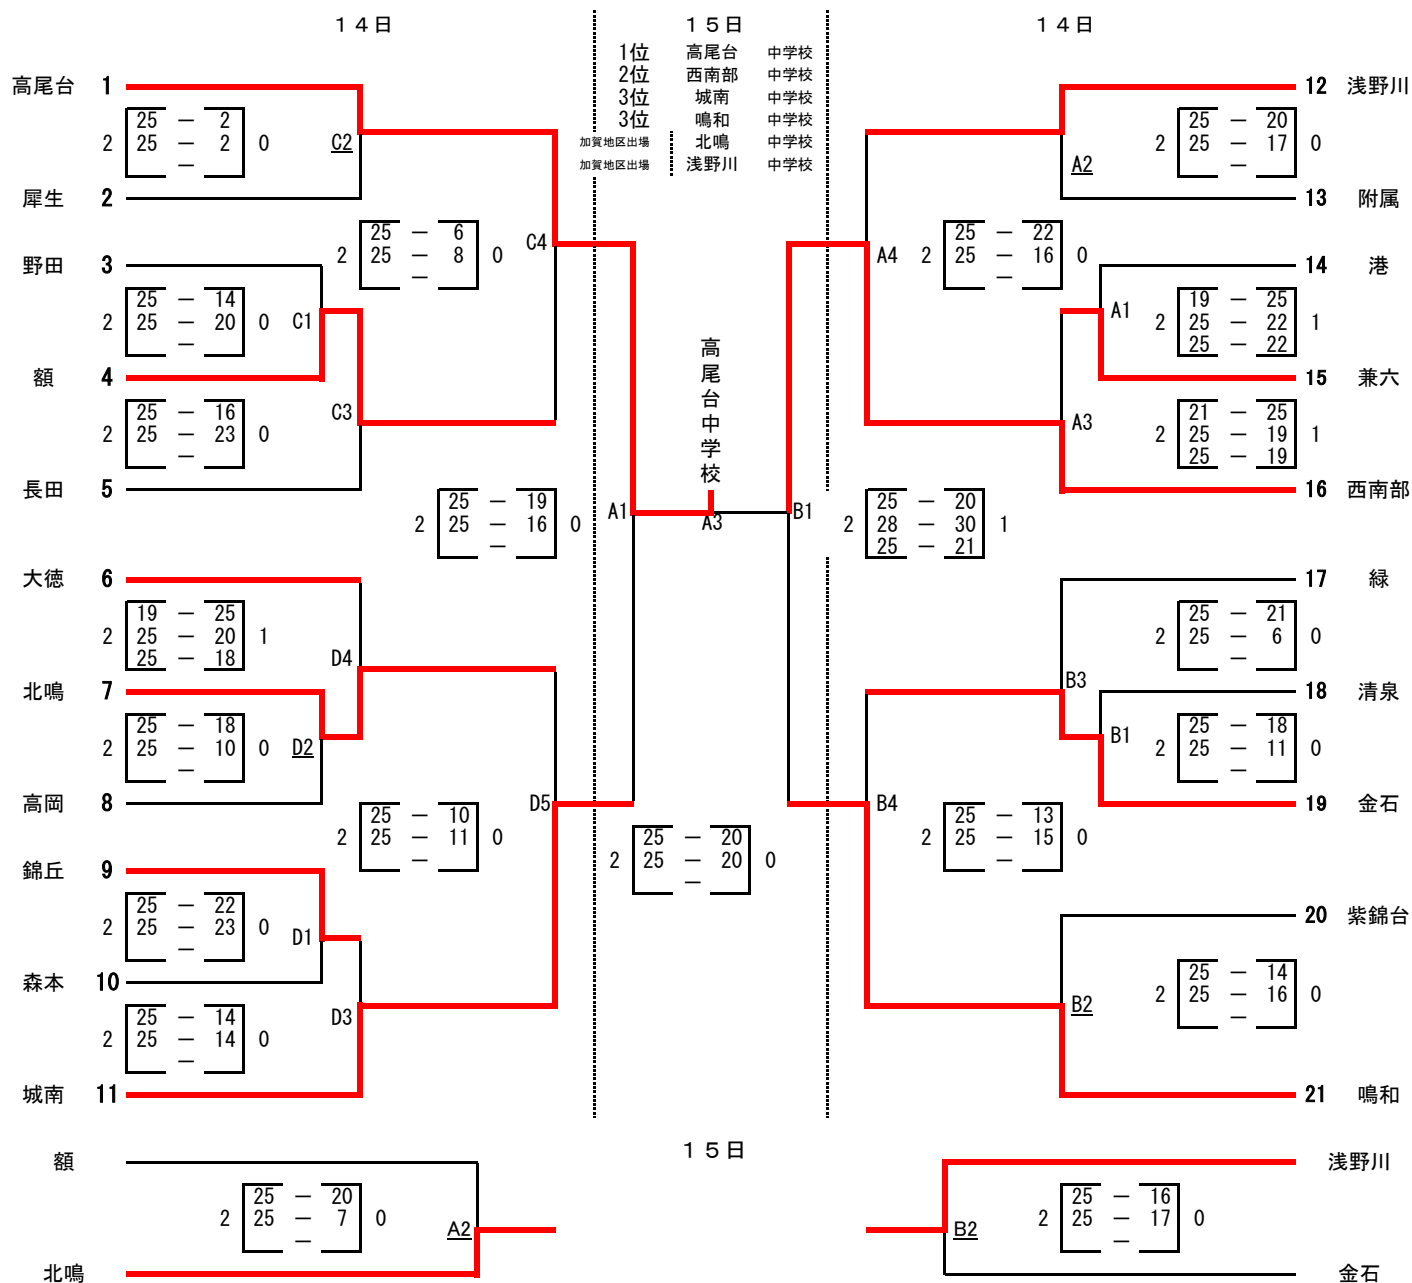 １４日
１５日
１４日
1位 高尾台 中学校
2位 西南部 中学校
3位 城南 中学校
3位 鳴和 中学校
加賀地区出場 北鳴 中学校
加賀地区出場 浅野川 中学校
高尾台 1
25 － 2
2 25 － 2 0
－
C2
犀生 2
25 － 6
2 25 － 8 0
－
C4
野田 3
25 － 14
2 25 － 20 0
－
C1
額 4
25 － 16
2 25 － 23 0
－
C3
長田 5
25 － 19
2 25 － 16 0
－
A1
大徳 6
19 － 25
2 25 － 20 1
25 － 18
D4
北鳴 7
25 － 18
2 25 － 10 0
－
D2
高岡 8
25 － 10
2 25 － 11 0
－
D5
錦丘 9
25 － 22
2 25 － 23 0
－
D1
森本 10
25 － 14
2 25 － 14 0
－
D3
城南 11
高尾台中学校
A3
25 － 20
2 25 － 20 0
－
12 浅野川
25 － 20
2 25 － 17 0
－
A2
13 附属
25 － 22
A4 2 25 － 16 0
－
14 港
19 － 25
A1 2 25 － 22 1
25 － 22
15 兼六
21 － 25
A3 2 25 － 19 1
25 － 19
16 西南部
25 － 20
B1 2 28 － 30 1
25 － 21
17 緑
25 － 21
2 25 － 6 0
－
B3
18 清泉
25 － 18
B1 2 25 － 11 0
－
19 金石
B4
25 － 13
2 25 － 15 0
－
20 紫錦台
25 － 14
2 25 － 16 0
－
B2
21 鳴和
１５日
額
25 － 20
2 25 － 7 0
－
A2
北鳴
浅野川
25 － 16
2 25 － 17 0
－
B2
金石